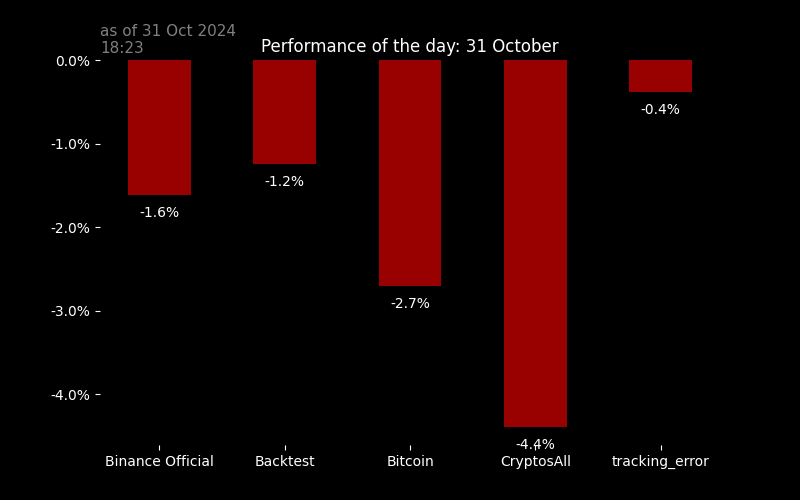 as of 31 Oct 2024
18:23
Performance of the day: 31 October
0.0%
-1.0%
-2.0%
-3.0%
-4.0%
-1.6%
-1.2%
-2.7%
-4.4%
-0.4%
Binance Official
Backtest
Bitcoin
CryptosAll
tracking_error